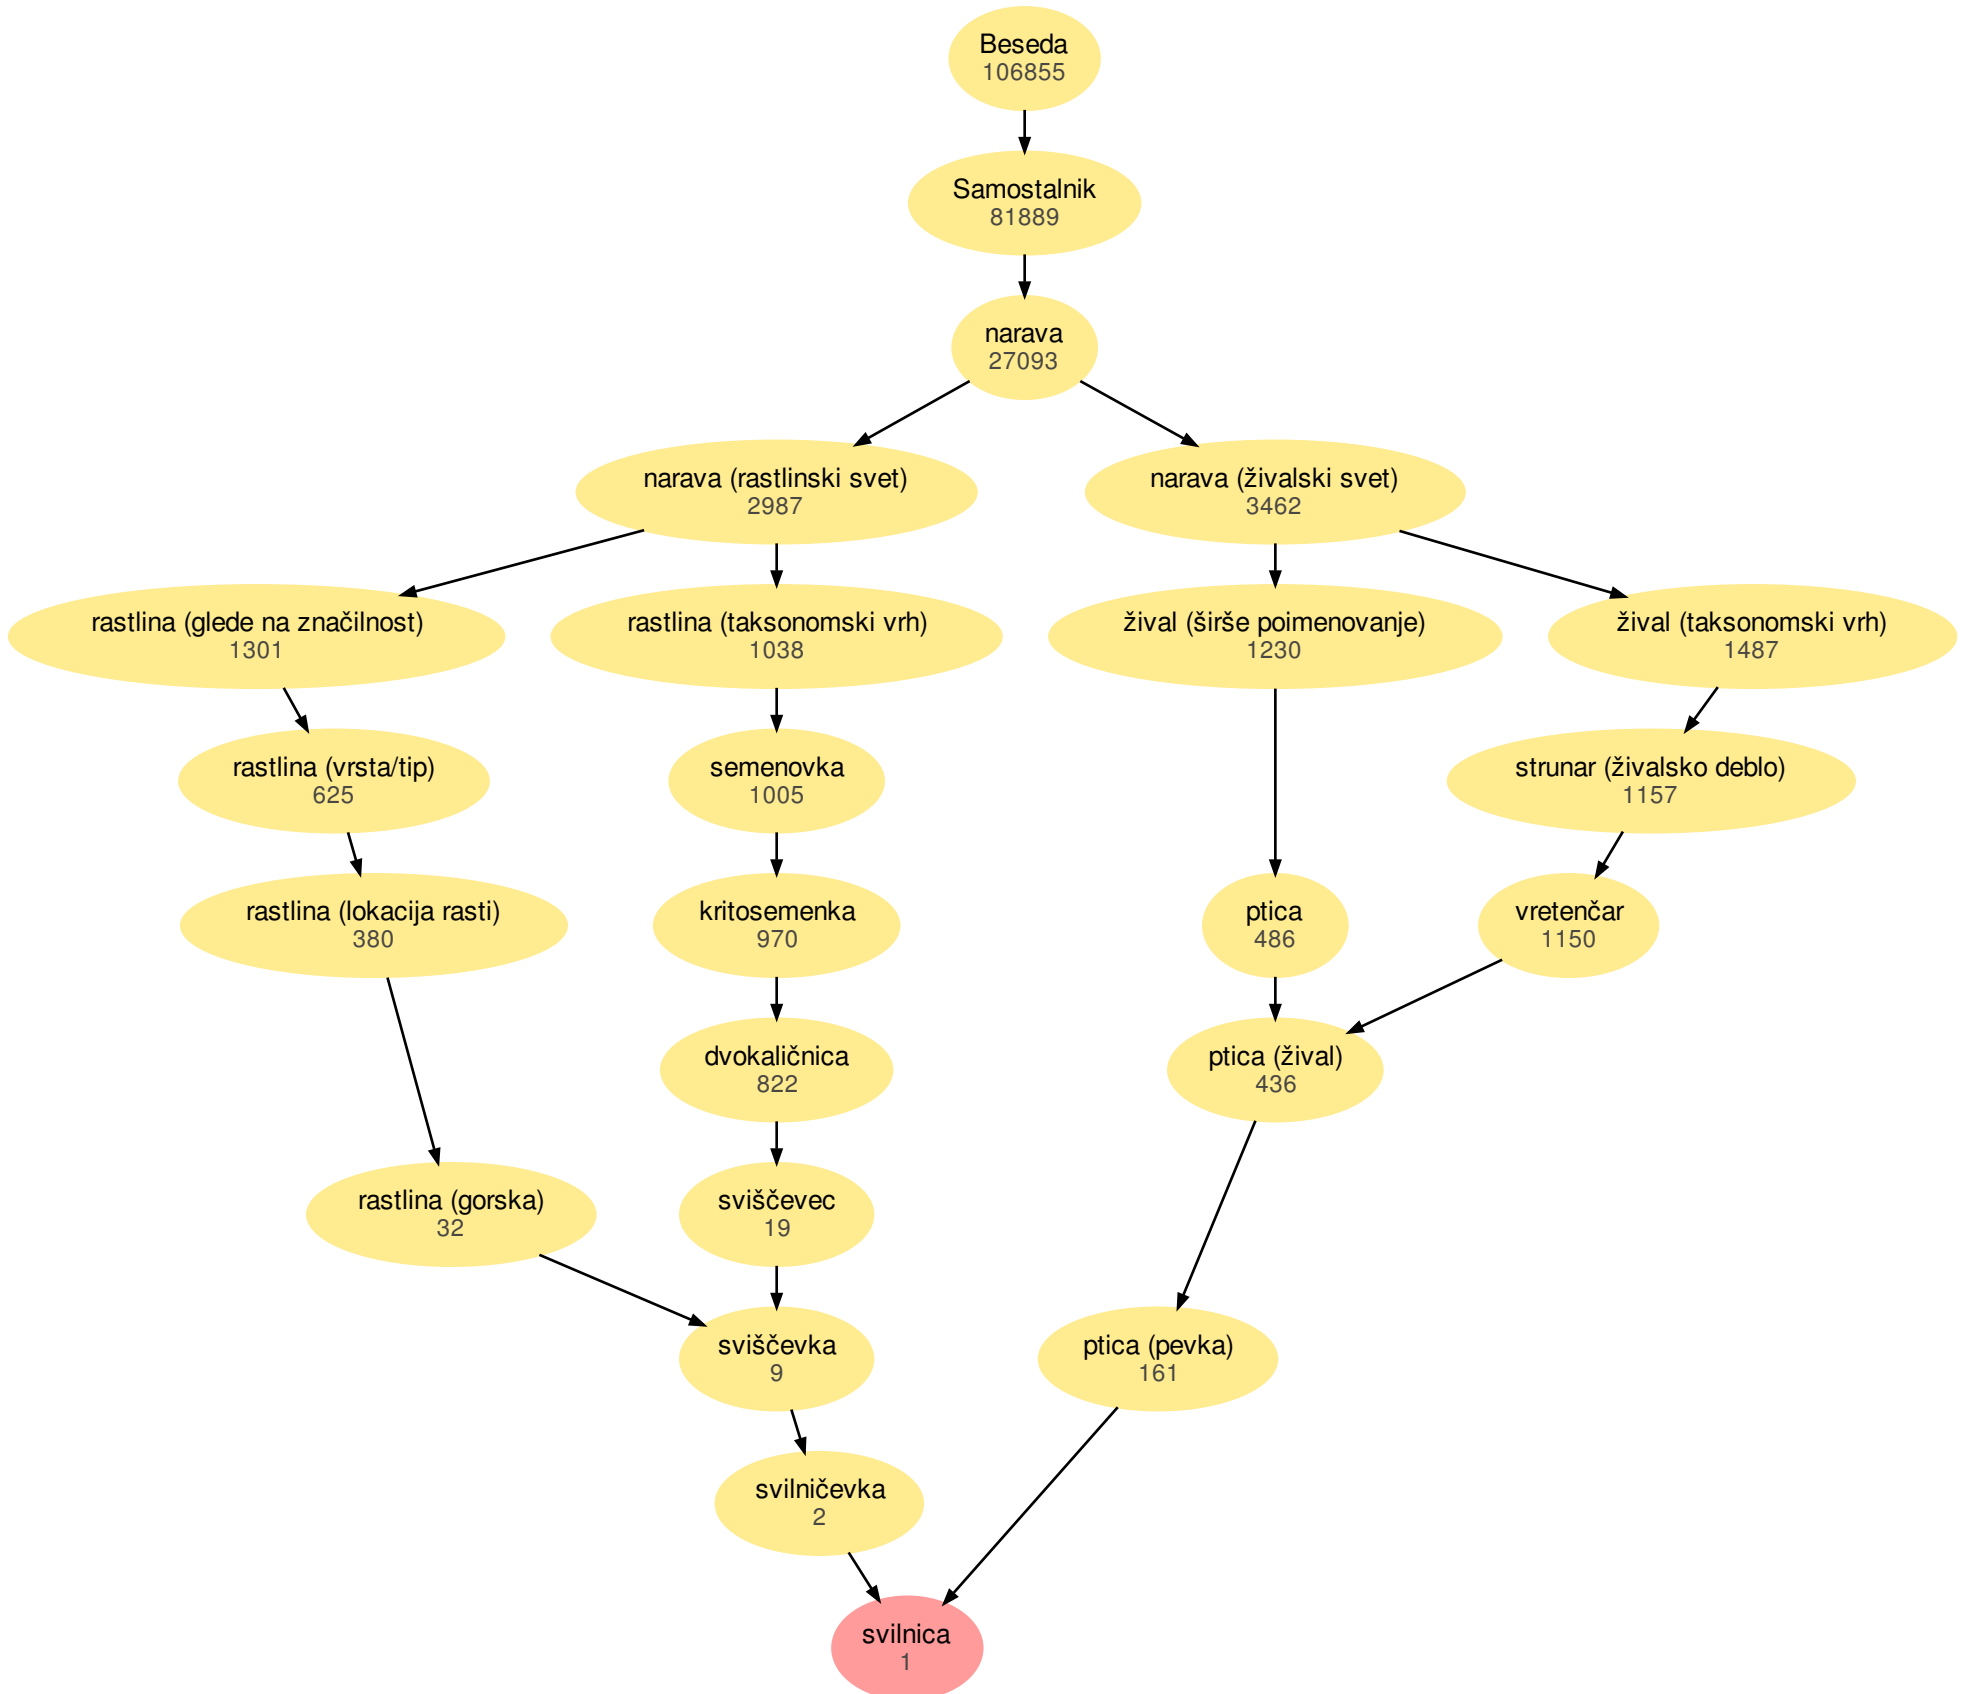 Beseda
106855
Samostalnik
81889
narava
27093
narava (rastlinski svet)
2987
narava (živalski svet)
3462
rastlina (glede na značilnost)
1301
rastlina (taksonomski vrh)
1038
žival (širše poimenovanje)
1230
žival (taksonomski vrh)
1487
rastlina (vrsta/tip)
625
semenovka
1005
strunar (živalsko deblo)
1157
rastlina (lokacija rasti)
380
kritosemenka
970
ptica
486
vretenčar
1150
dvokaličnica
822
ptica (žival)
436
rastlina (gorska)
32
sviščevec
19
sviščevka
9
ptica (pevka)
161
svilničevka
2
svilnica
1